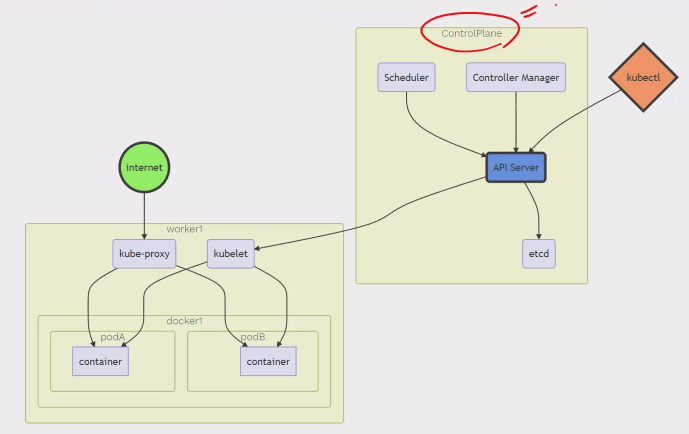 ControlPlane
Scheduler
Controller Manager
kubectl
API Server
etcd
internet
worker1
kube-proxy
kubelet
docker1
podA
podB
container
container